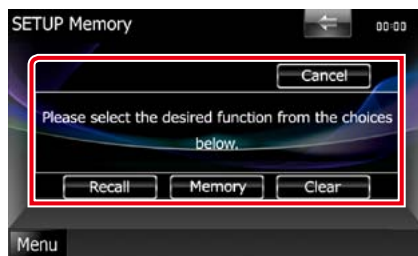 SETUP Memory 00:00
Cancel
Please select the desired function from the choices
below.
Recall Memory Clear
Menu